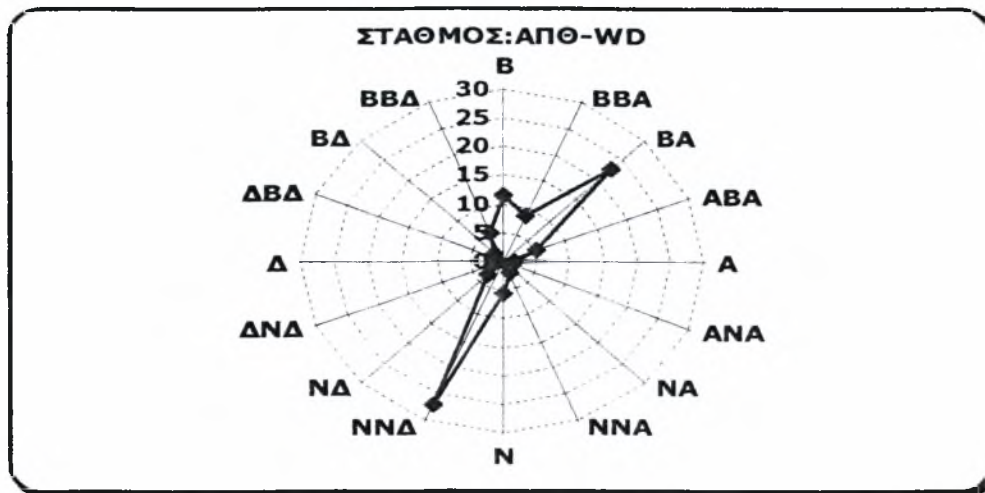 ΣΤΑΘΜΟΣ:ΑΠΘ-WD
Β
ΒΒΑ
ΒΑ
ΑΒΑ
Α
ΑΝΑ
ΝΑ
ΝΝΑ
Ν
ΝΝΔ
ΝΔ
ΔΝΔ
Δ
ΔΒΔ
ΒΔ
ΒΒΔ
30
25
20
15
10
5
0